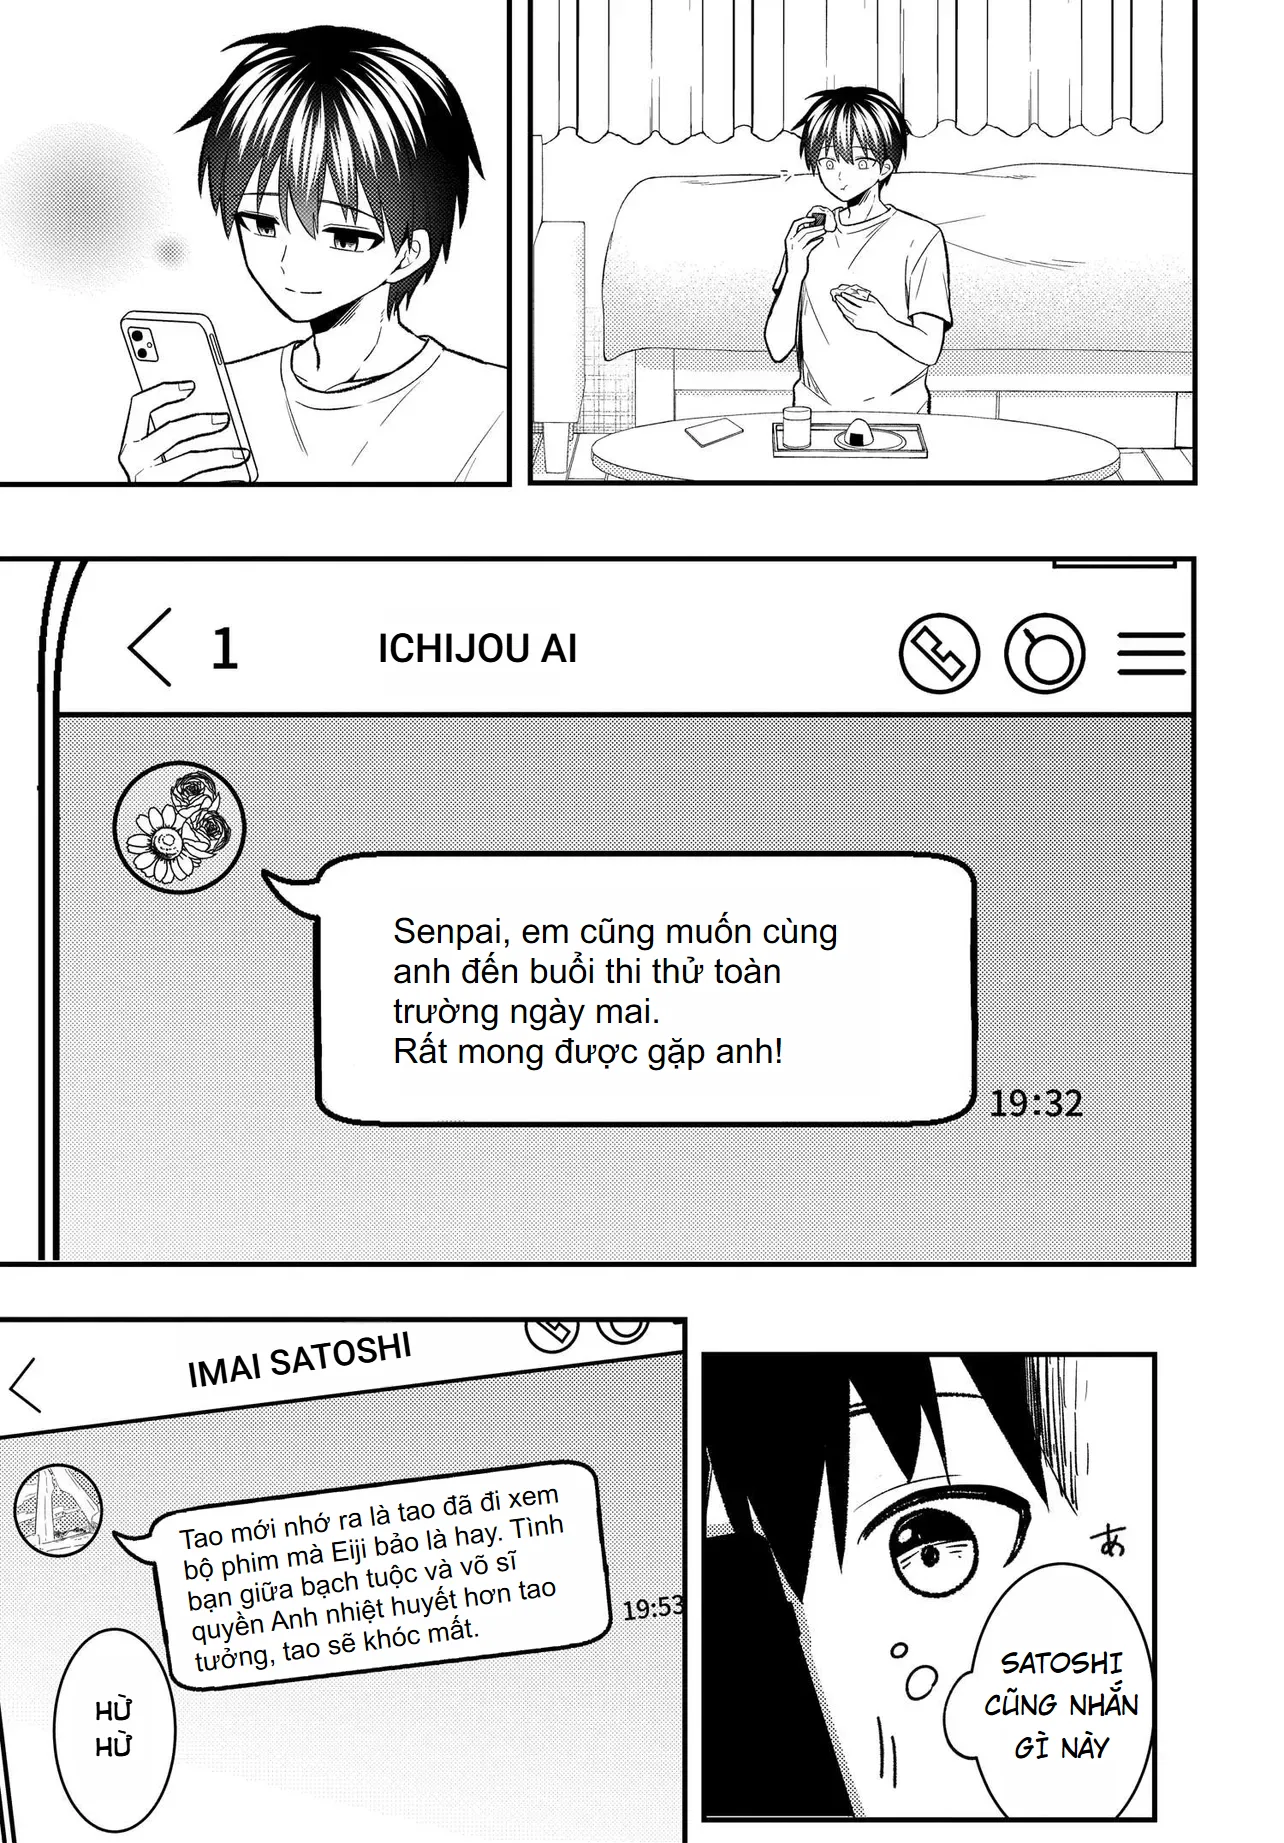 1
ICHIJOU AI
Senpai, em cũng muốn cùng
anh đến buổi thi thử toàn
trường ngày mai.
Rất mong được gặp anh!
19:32
あ
SATOSHI
CŨNG NHẮN
GÌ NÀY
IMAI SATOSHI
Tao mới nhớ ra là tao đã đi xem
bộ phim mà Eiji bảo là hay. Tình
bạn giữa bạch tuộc và võ sĩ
quyền Anh nhiệt huyết hơn tao
tưởng, tao sẽ khóc mất.
19:53
HỪ
HỪ